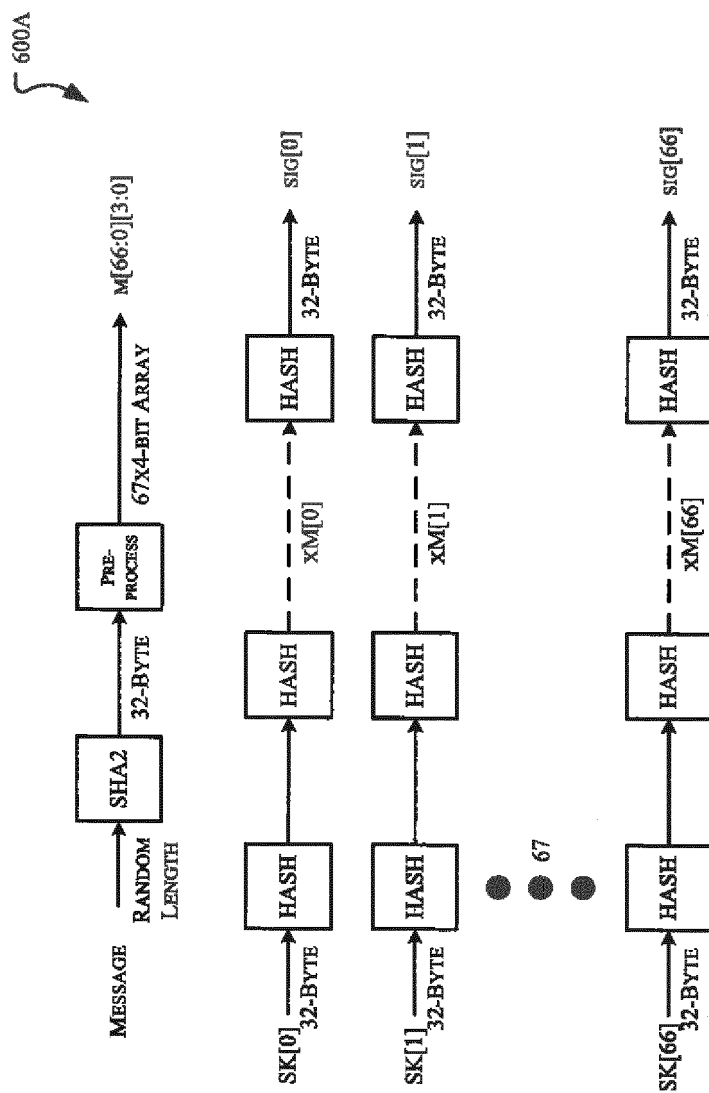 600A
MESSAGE
RANDOM
LENGTH
SHA2
32-BYTE
PRE-
PROCESS
67X4-BIT ARRAY
M[66:0][3:0]
SK[0]
32-BYTE
HASH
HASH
xM[0]
HASH
32-BYTE
SIG[0]
SK[1]
32-BYTE
HASH
HASH
xM[1]
HASH
32-BYTE
SIG[1]
67
SK[66]
32-BYTE
HASH
HASH
xM[66]
HASH
32-BYTE
SIG[66]